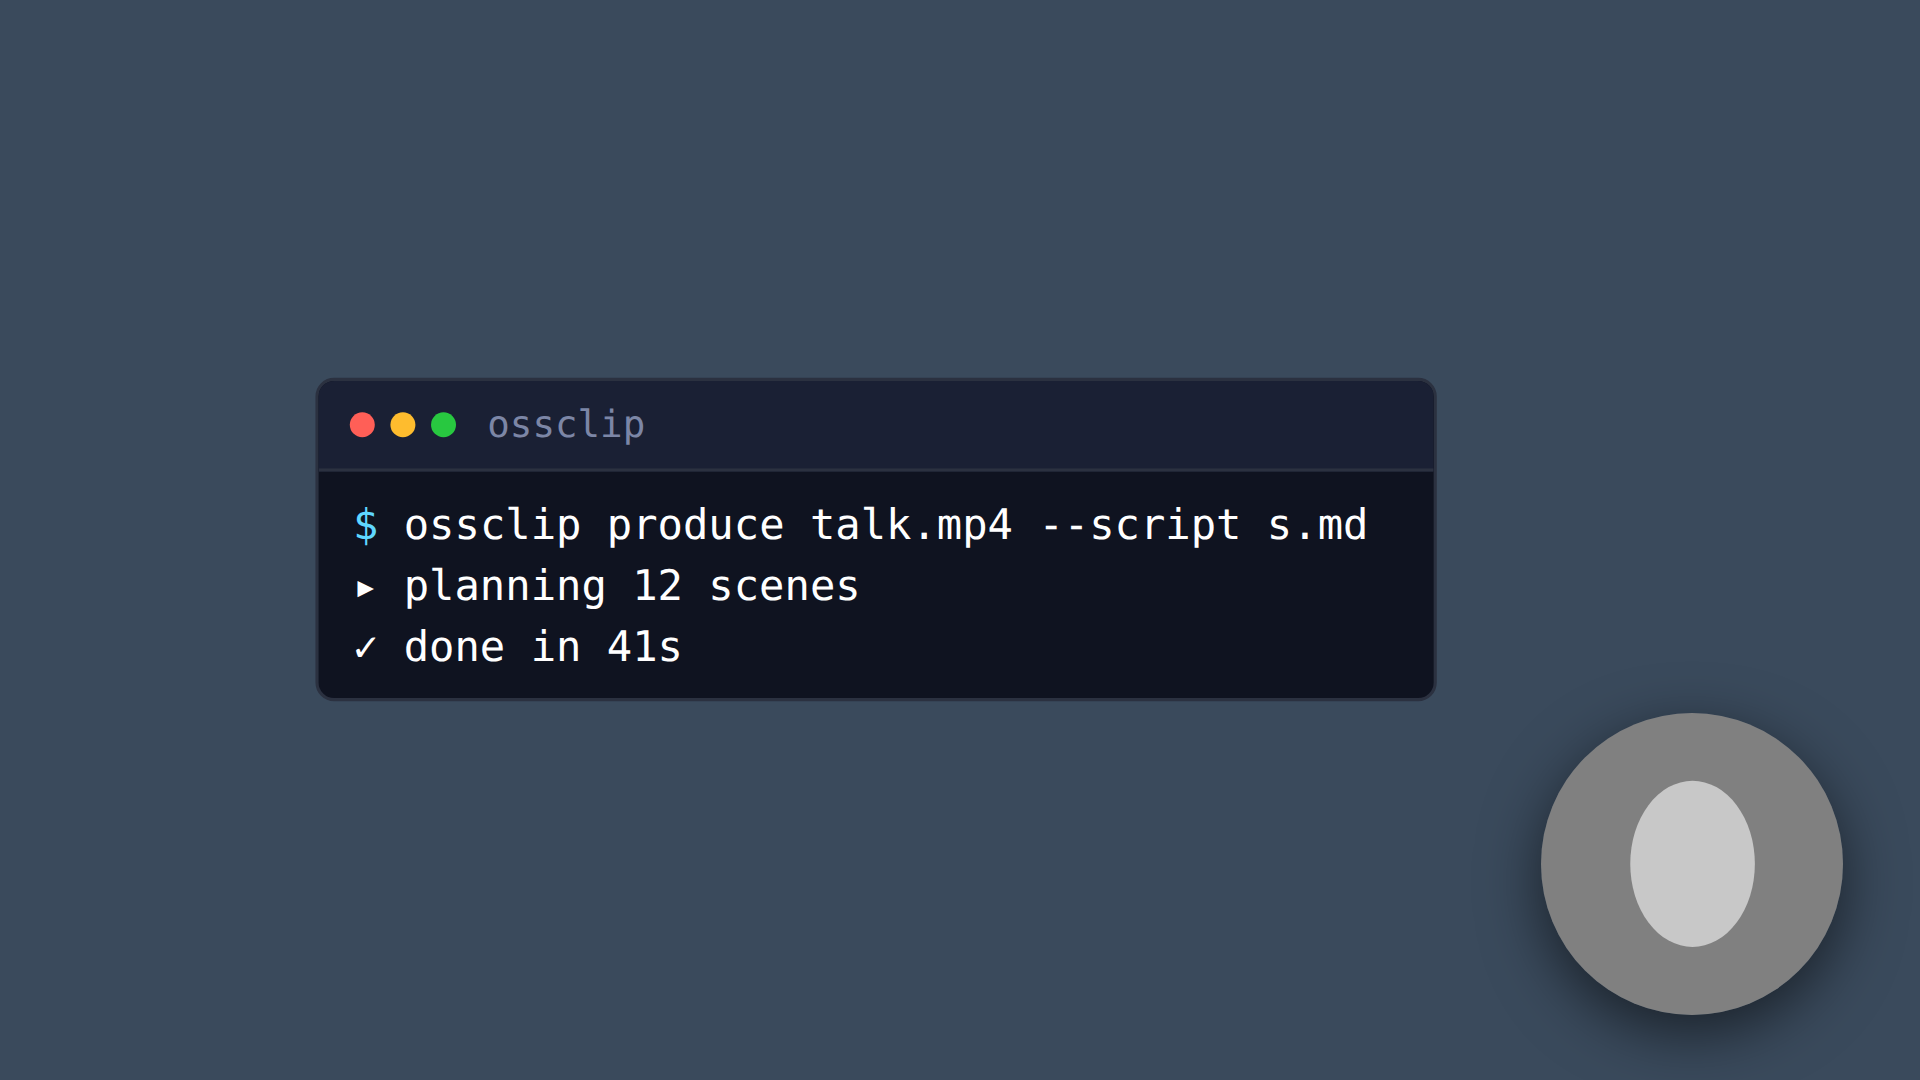 ossclip
$ ossclip produce talk.mp4 --script s.md
▸ planning 12 scenes
✓ done in 41s